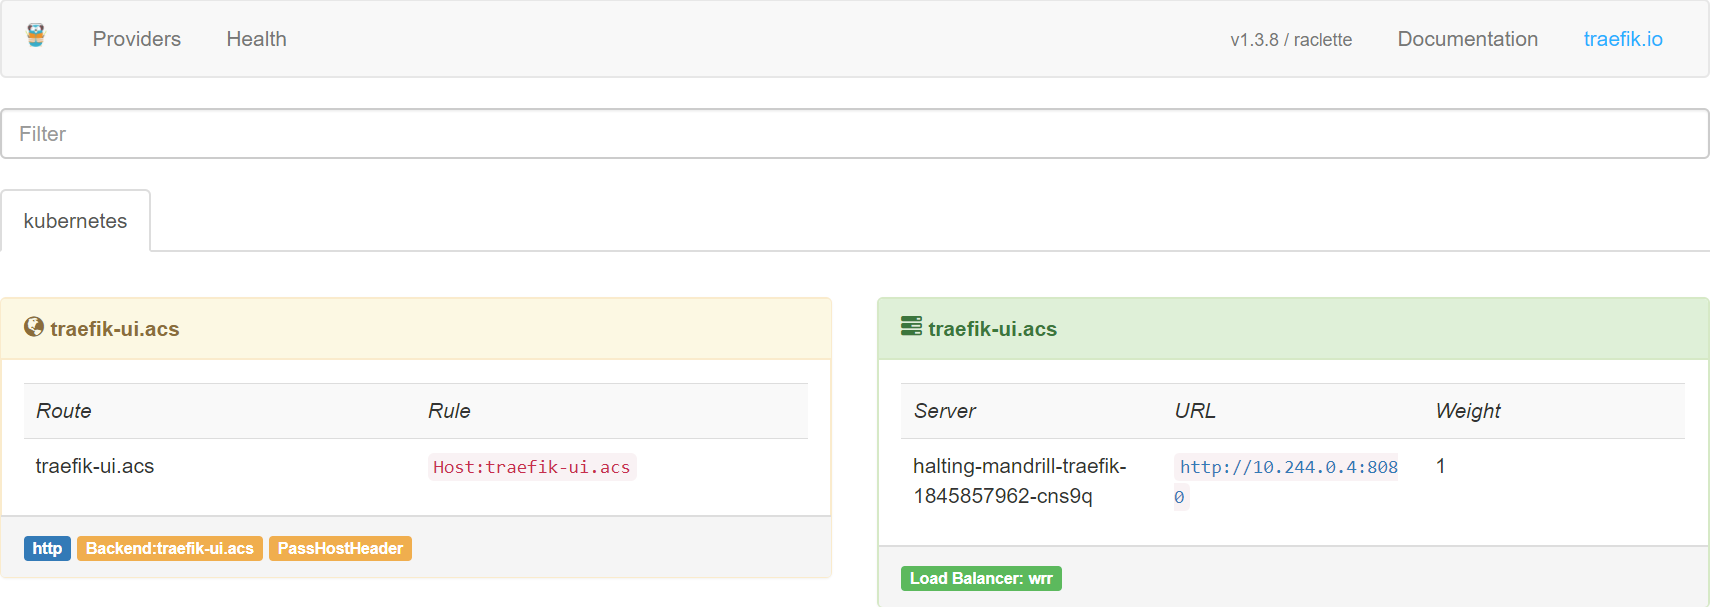 Providers Health v1.3.8 / raclette Documentation traefik.io
Filter
kubernetes
traefik-ui.acs
Route Rule
traefik-ui.acs Host:traefik-ui.acs
http Backend:traefik-ui.acs PassHostHeader
traefik-ui.acs
Server URL Weight
halting-mandrill-traefik- http://10.244.0.4:808 1
1845857962-cns9q 0
Load Balancer: wrr